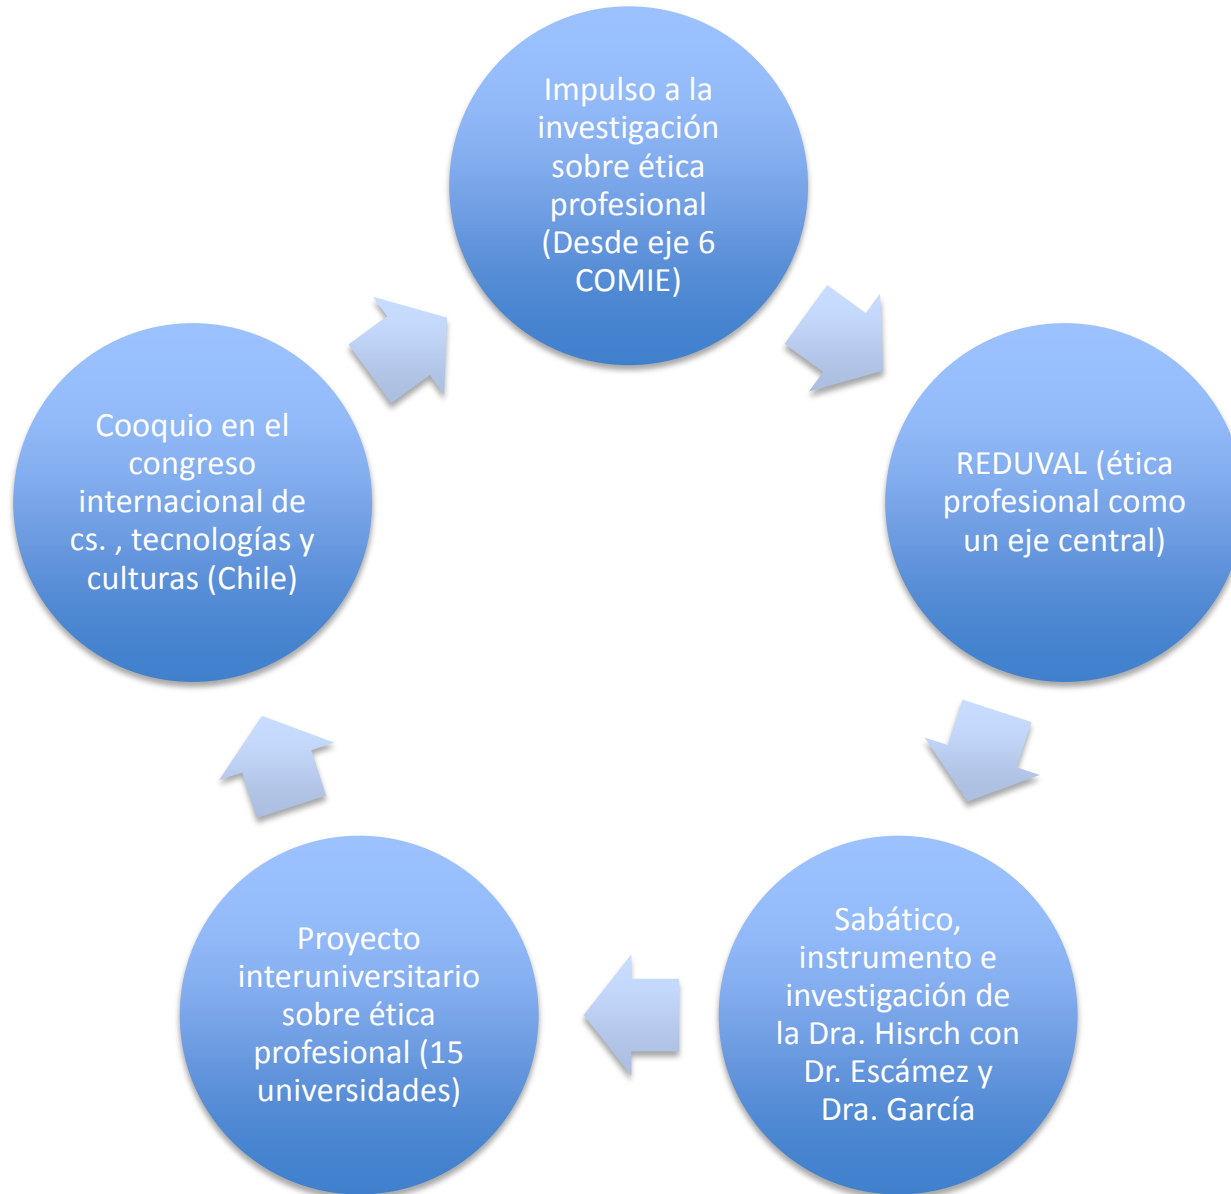 Impulso a la
investigación
sobre ética
profesional
(Desde eje 6
COMIE)
REDUVAL (ética
profesional como
un eje central)
Sabático,
instrumento e
investigación de
la Dra. Hisrch con
Dr. Escámez y
Dra. García
Proyecto
interuniversitario
sobre ética
profesional (15
universidades)
Cooquio en el
congreso
internacional de
cs. , tecnologías y
culturas (Chile)